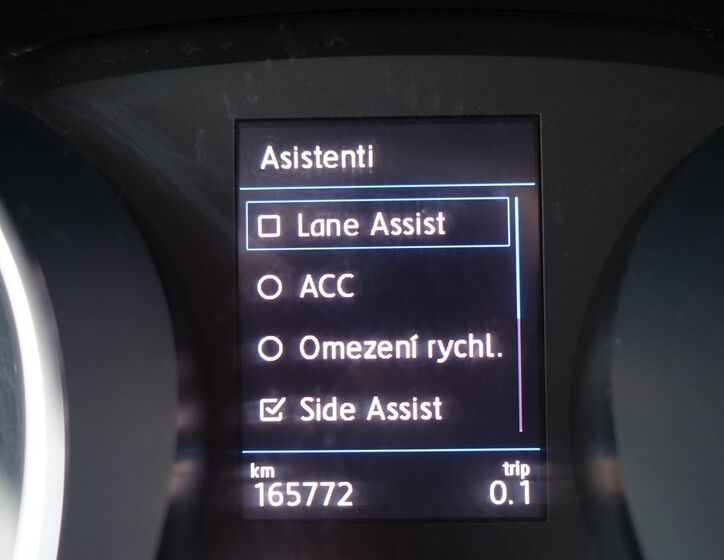 Asistenti
Lane Assist
ACC
Omezení rychl.
Side Assist
km trip
165772 0.1